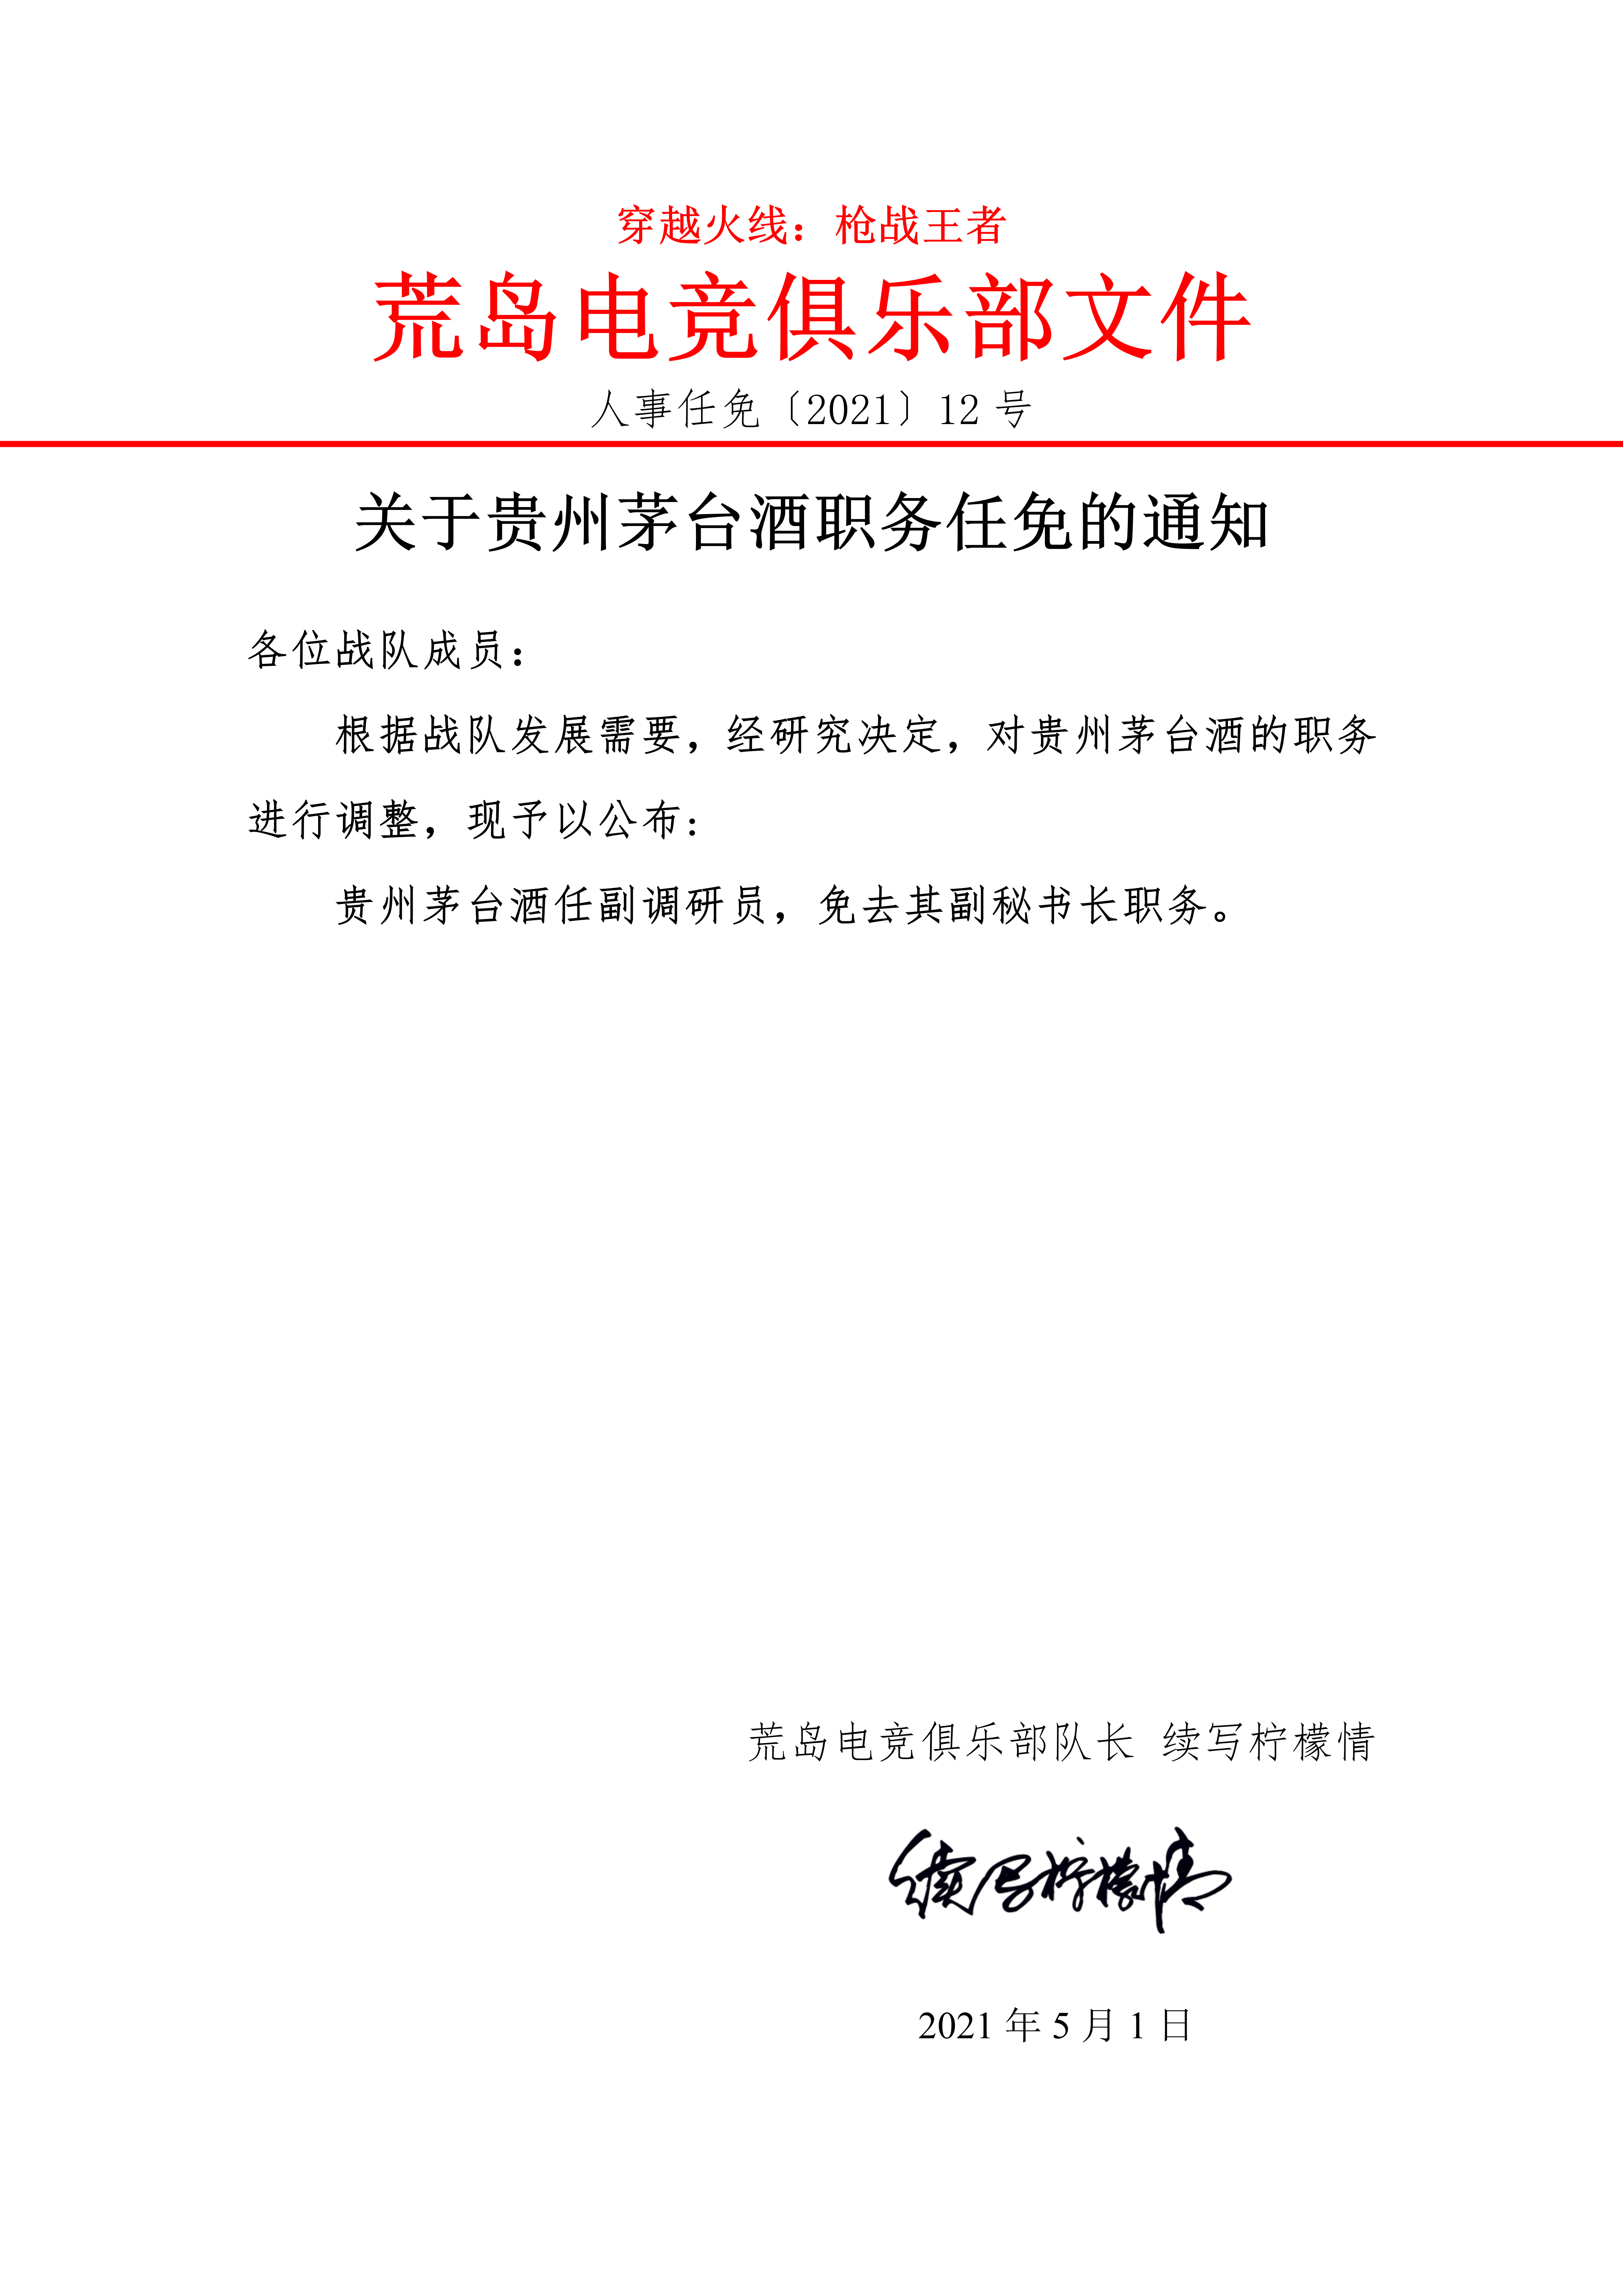 穿越火线：枪战王者
荒岛电竞俱乐部文件
人事任免〔2021〕12 号
关于贵州茅台酒职务任免的通知
各位战队成员：
根据战队发展需要，经研究决定，对贵州茅台酒的职务
进行调整，现予以公布：
贵州茅台酒任副调研员，免去其副秘书长职务。
荒岛电竞俱乐部队长 续写柠檬情
续写柠檬情
2021 年 5 月 1 日